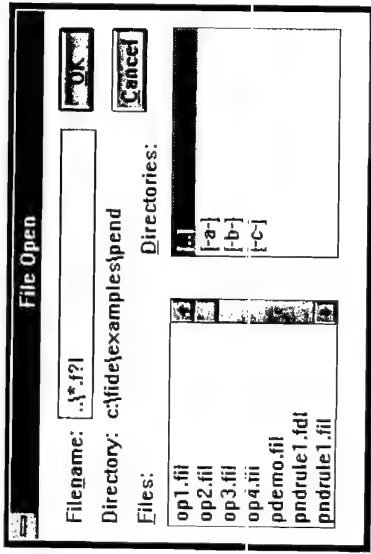 File Open
Filename: ..\*.f?l
OK
Directory: c:\fide\examples\pend
Cancel
Files:
Directories:
op1.fil
op2.fil
op3.fil
op4.fil
pdemo.fil
pndrule1.fdl
pndrule1.fil
[..]
[-a-]
[-b-]
[-c-]